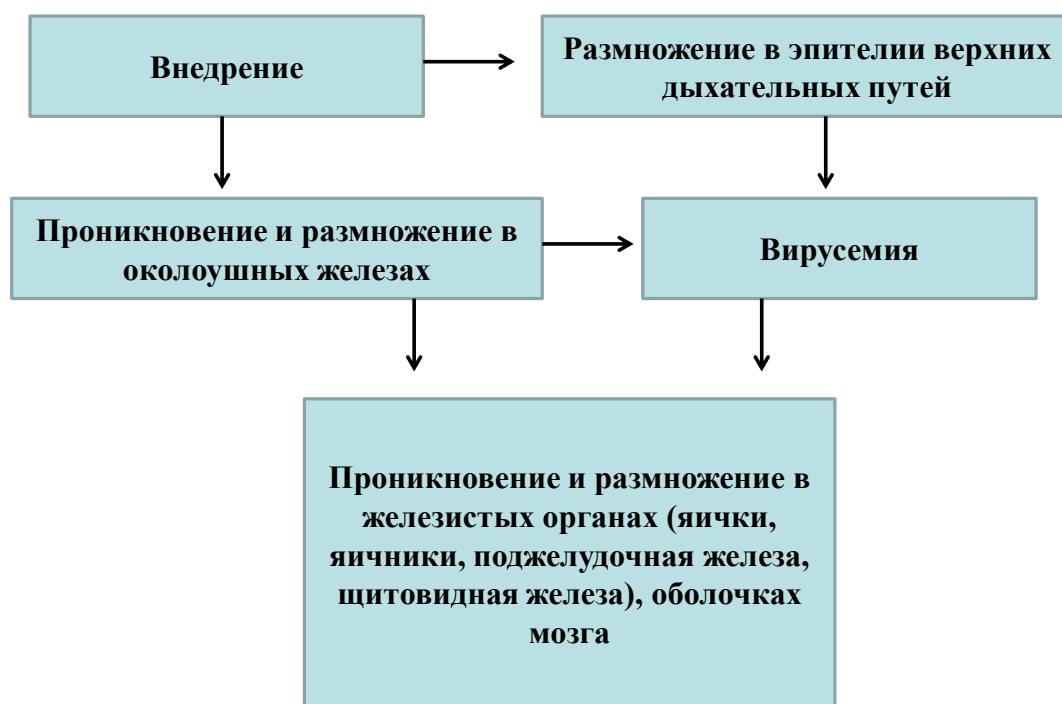 Внедрение
Размножение в эпителии верхних
дыхательных путей
Проникновение и размножение в
околоушных железах
Вирусемия
Проникновение и размножение в
железистых органах (яички,
яичники, поджелудочная железа,
щитовидная железа), оболочках
мозга